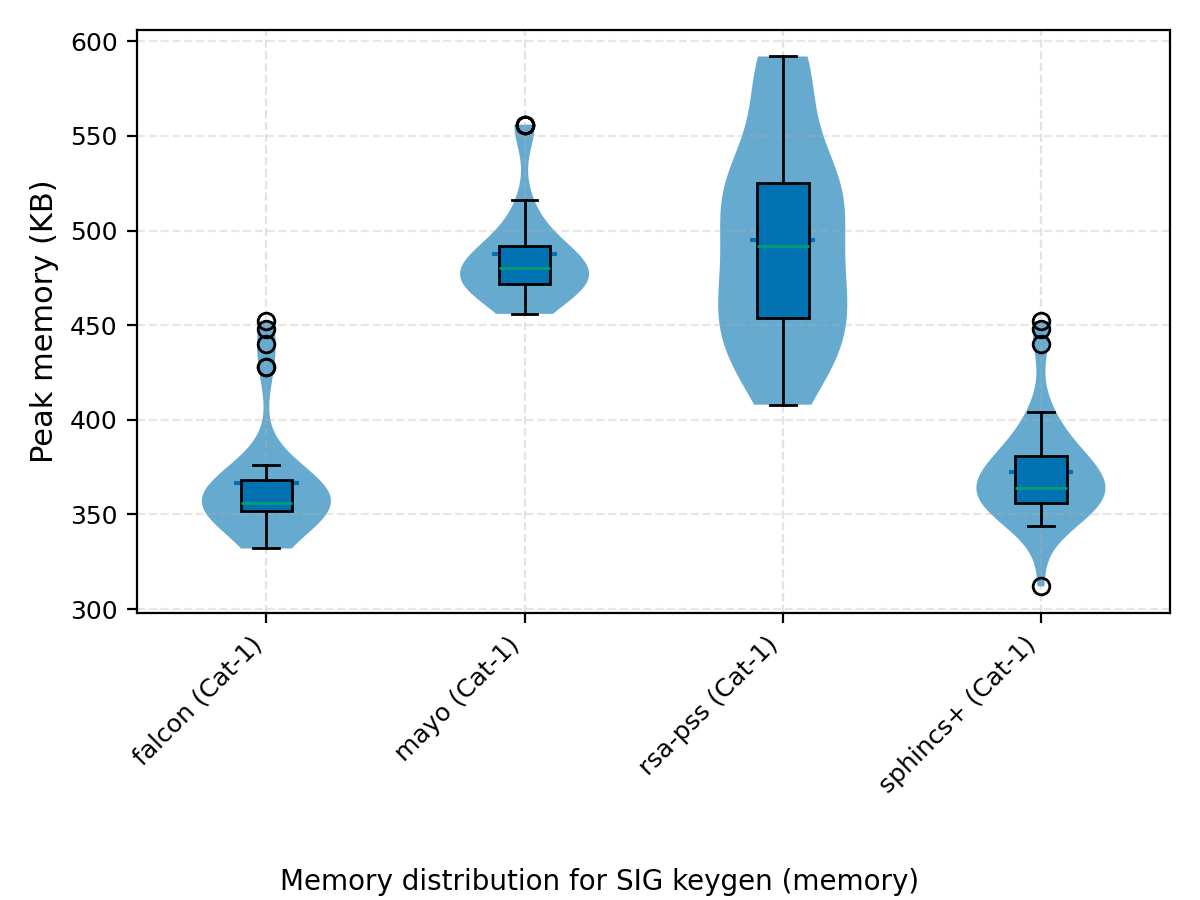 600
550
500
450
400
350
300
Peak memory (KB)
falcon (Cat-1)
mayo (Cat-1)
rsa-pss (Cat-1)
sphincs+ (Cat-1)
Memory distribution for SIG keygen (memory)